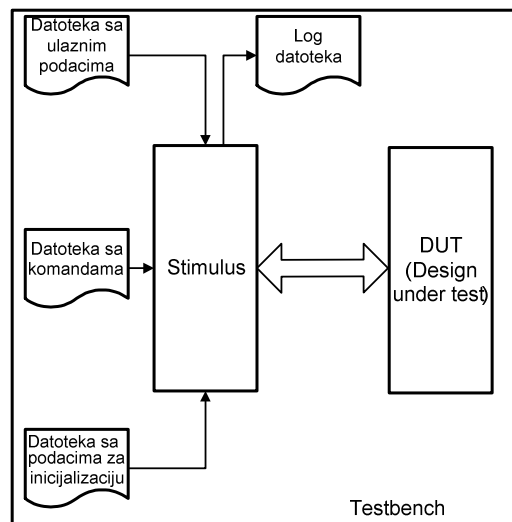 Datoteka sa
ulaznim
podacima
Log
datoteka
Datoteka sa
komandama
Stimulus
DUT
(Design
under test)
Datoteka sa
podacima za
inicijalizaciju
Testbench